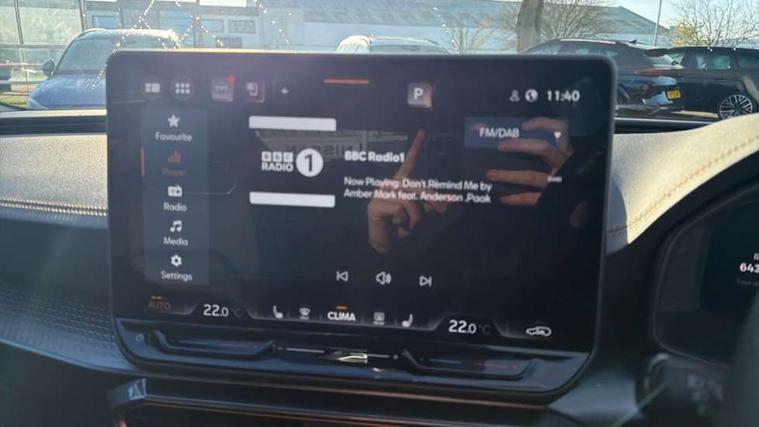 P
11:40
Favourite
Player
Radio
Media
Settings
BBC
RADIO 1
BBC Radio1
FM/DAB
Now Playing: Don't Remind Me by
Amber Mark feat. Anderson .Paak
AUTO
22.0
CLIMA
22.0°C
643